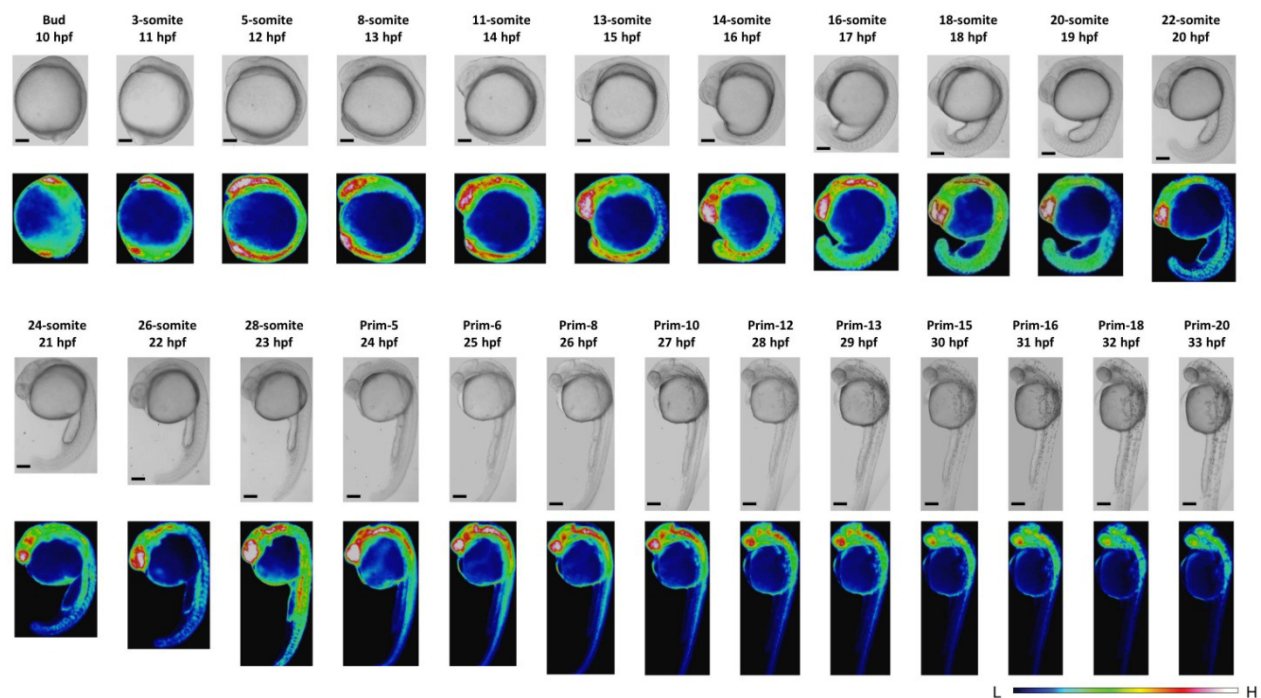 Bud 3-somite 5-somite 8-somite 11-somite 13-somite 14-somite 16-somite 18-somite 20-somite 22-somite
10 hpf 11 hpf 12 hpf 13 hpf 14 hpf 15 hpf 16 hpf 17 hpf 18 hpf 19 hpf 20 hpf
24-somite 26-somite 28-somite Prim-5 Prim-6 Prim-8 Prim-10 Prim-12 Prim-13 Prim-15 Prim-16 Prim-18 Prim-20
21 hpf 22 hpf 23 hpf 24 hpf 25 hpf 26 hpf 27 hpf 28 hpf 29 hpf 30 hpf 31 hpf 32 hpf 33 hpf
L H